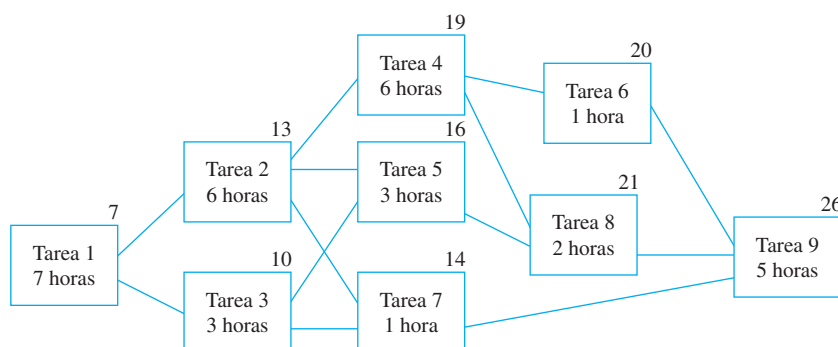 19
Tarea 4
6 horas
20
Tarea 6
1 hora
13
Tarea 2
6 horas
16
Tarea 5
3 horas
7
Tarea 1
7 horas
21
Tarea 8
2 horas
26
Tarea 9
5 horas
10
Tarea 3
3 horas
14
Tarea 7
1 hora